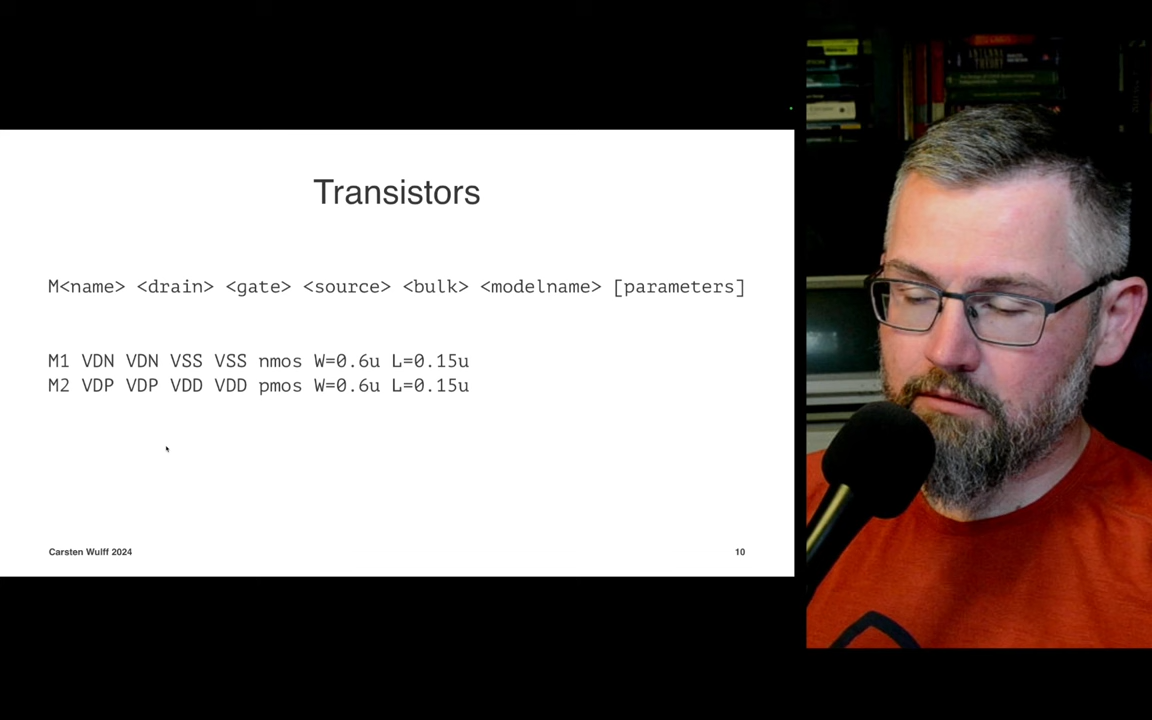 Transistors
M<name> <drain> <gate> <source> <bulk> <modelname> [parameters]
M1 VDN VDN VSS VSS nmos W=0.6u L=0.15u
M2 VDP VDP VDD VDD pmos W=0.6u L=0.15u
Carsten Wulff 2024
10